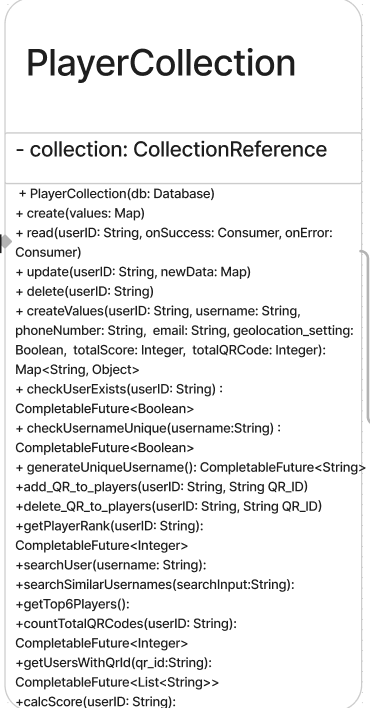 PlayerCollection
- collection: CollectionReference
+ PlayerCollection(db: Database)
+ create(values: Map)
+ read(userID: String, onSuccess: Consumer, onError:
Consumer)
+ update(userID: String, newData: Map)
+ delete(userID: String)
+ createValues(userID: String, username: String,
phoneNumber: String, email: String, geolocation_setting:
Boolean, totalScore: Integer, totalQRCode: Integer):
Map<String, Object>
+ checkUserExists(userID: String) :
CompletableFuture<Boolean>
+ checkUsernameUnique(username:String) :
CompletableFuture<Boolean>
+ generateUniqueUsername(): CompletableFuture<String>
+add_QR_to_players(userID: String, String QR_ID)
+delete_QR_to_players(userID: String, String QR_ID)
+getPlayerRank(userID: String):
CompletableFuture<Integer>
+searchUser(username: String):
+searchSimilarUsernames(searchInput:String):
+getTop6Players():
+countTotalQRCodes(userID: String):
CompletableFuture<Integer>
+getUsersWithQrId(qr_id:String):
CompletableFuture<List<String>>
+calcScore(userID: String):